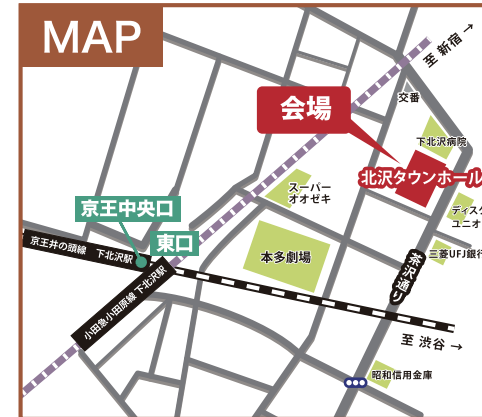 MAP
至 新宿 →
交番
会場
下北沢病院
北沢タウンホール
スーパー
オオゼキ
ディスク
ユニオ
京王中央口
東口
京王井の頭線 下北沢駅
本多劇場
三菱UFJ銀行
茶沢通り
小田急小田原線 下北沢駅
至 渋谷 →
昭和信用金庫